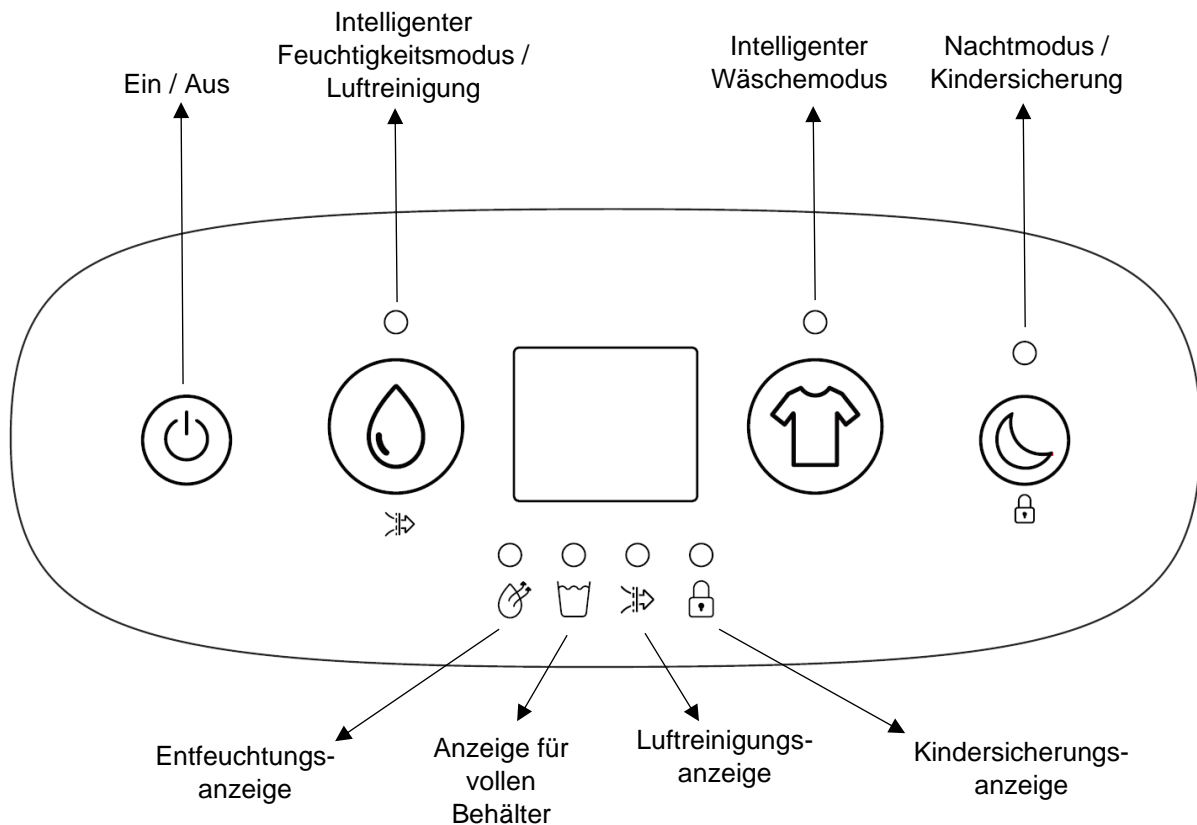 Ein / Aus
Intelligenter
Feuchtigkeitsmodus /
Luftreinigung
Intelligenter
Wäschemodus
Nachtmodus /
Kindersicherung
Entfeuchtungs-
anzeige
Anzeige für
vollen
Behälter
Luftreinigungs-
anzeige
Kindersicherungs-
anzeige